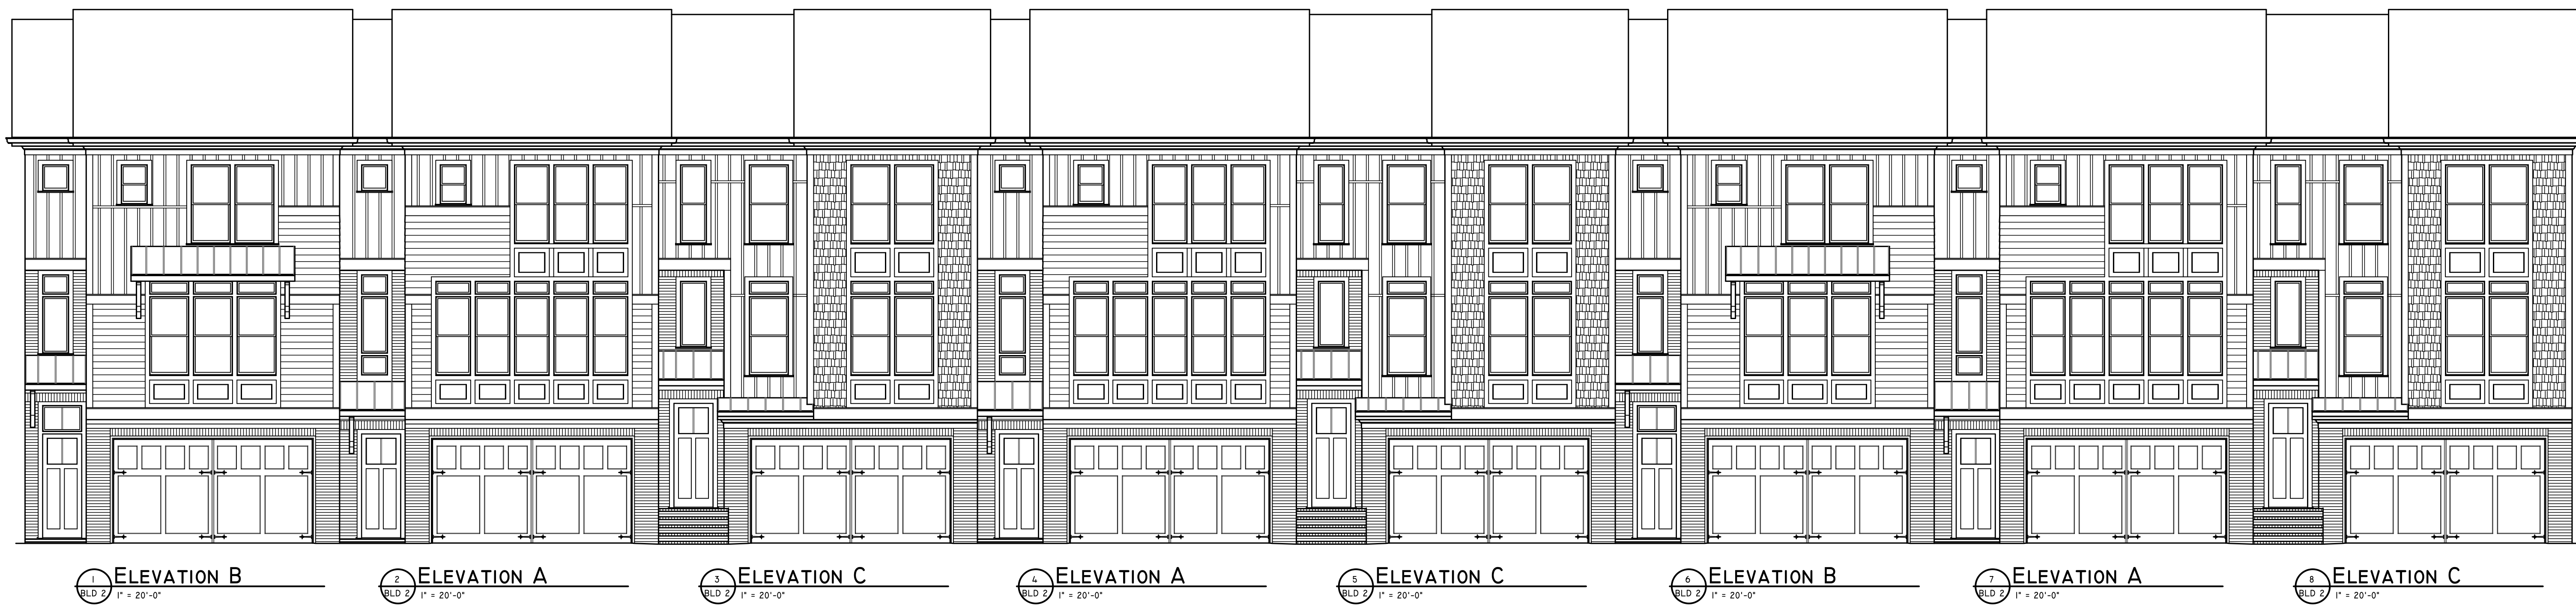 1 ELEVATION B
BLD 2 1" = 20'-0"
2 ELEVATION A
BLD 2 1" = 20'-0"
3 ELEVATION C
BLD 2 1" = 20'-0"
4 ELEVATION A
BLD 2 1" = 20'-0"
5 ELEVATION C
BLD 2 1" = 20'-0"
6 ELEVATION B
BLD 2 1" = 20'-0"
7 ELEVATION A
BLD 2 1" = 20'-0"
8 ELEVATION C
BLD 2 1" = 20'-0"